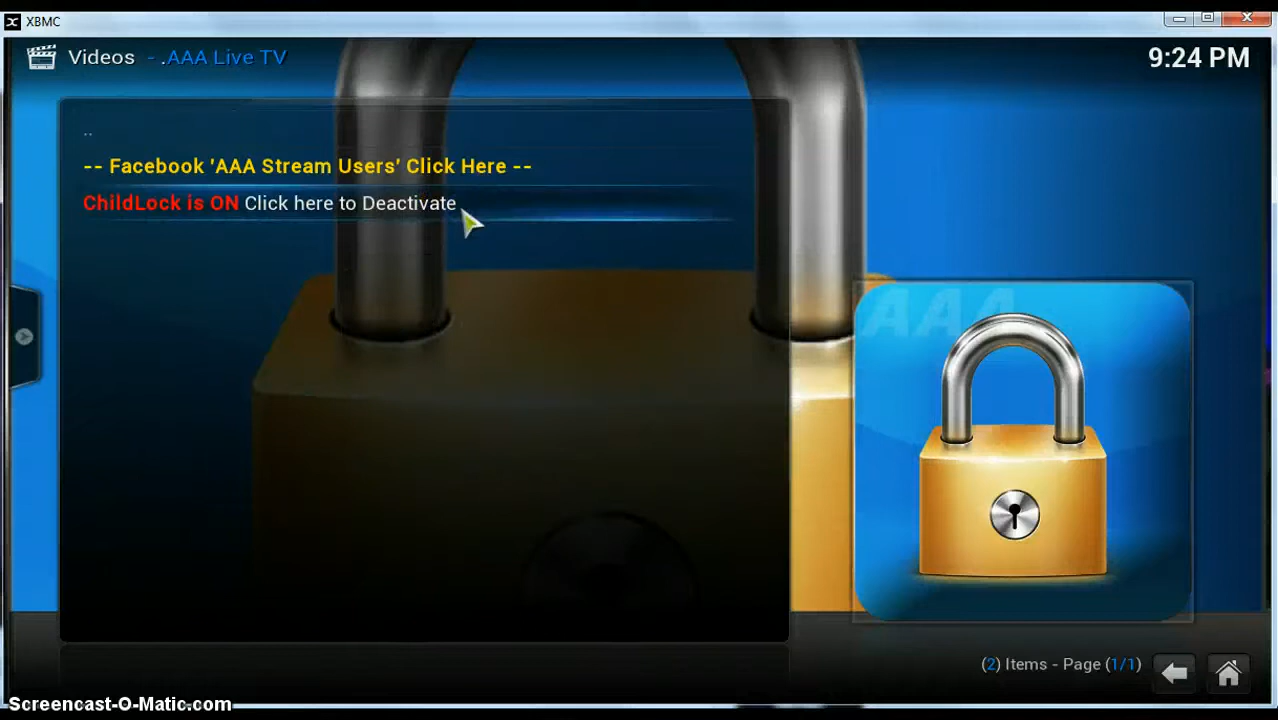 XBMC
Videos - .AAA Live TV
9:24 PM
..
-- Facebook 'AAA Stream Users' Click Here --
ChildLock is ON Click here to Deactivate
AAA
(2) Items - Page (1/1)
Screencast-O-Matic.com